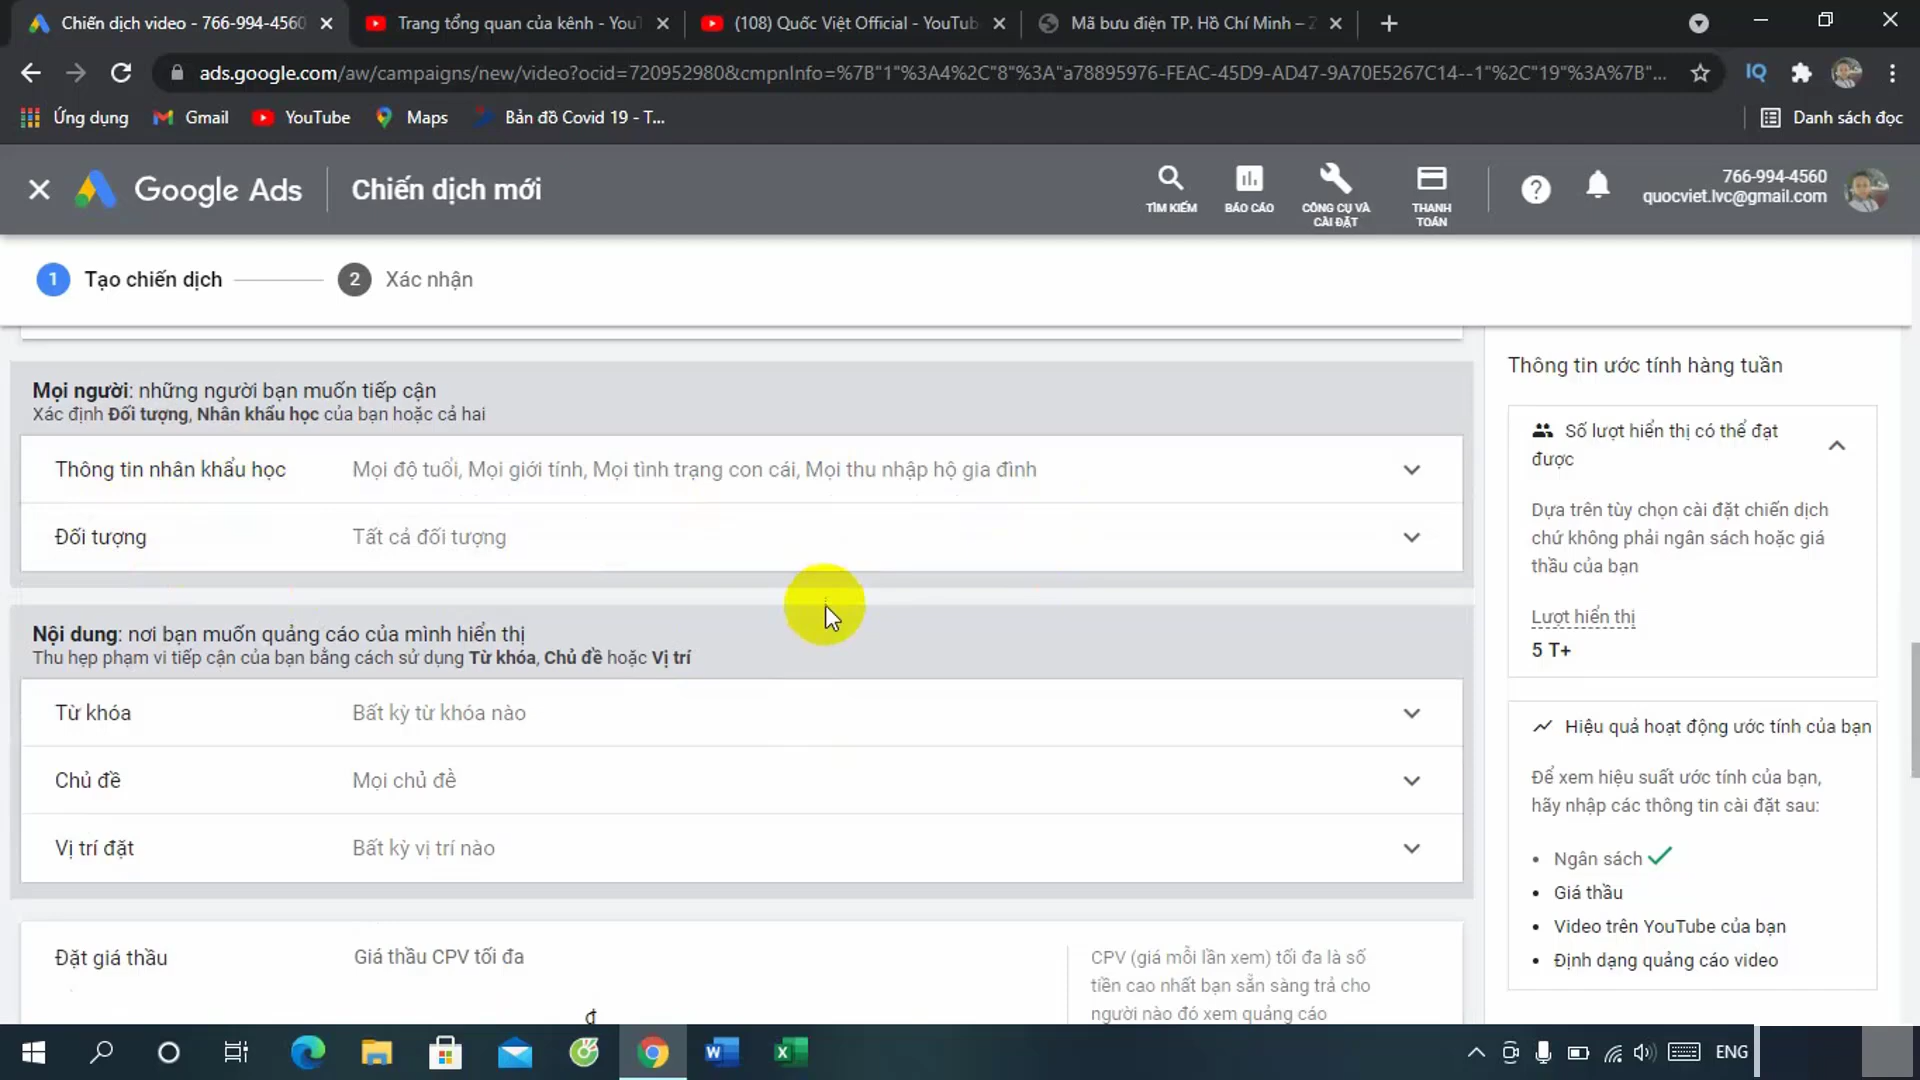 Chiến dịch video - 766-994-4560
Trang tổng quan của kênh - You
(108) Quốc Việt Official - YouTub
Mã bưu điện TP. Hồ Chí Minh –
ads.google.com/aw/campaigns/new/video?ocid=720952980&cmpnInfo=%7B"1"%3A4%2C"8"%3A"a78895976-FEAC-45D9-AD47-9A70E5267C14--1"%2C"19"%3A%7B"...
IQ
Ứng dụng
Gmail
YouTube
Maps
Bản đồ Covid 19 - T...
Danh sách đọc
Google Ads
Chiến dịch mới
TÌM KIẾM
BÁO CÁO
CÔNG CỤ VÀ
CÀI ĐẶT
THANH
TOÁN
766-994-4560
quocviet.lvc@gmail.com
1 Tạo chiến dịch
2 Xác nhận
Mọi người: những người bạn muốn tiếp cận
Xác định Đối tượng, Nhân khẩu học của bạn hoặc cả hai
Thông tin nhân khẩu học
Mọi độ tuổi, Mọi giới tính, Mọi tình trạng con cái, Mọi thu nhập hộ gia đình
Đối tượng
Tất cả đối tượng
Nội dung: nơi bạn muốn quảng cáo của mình hiển thị
Thu hẹp phạm vi tiếp cận của bạn bằng cách sử dụng Từ khóa, Chủ đề hoặc Vị trí
Từ khóa
Bất kỳ từ khóa nào
Chủ đề
Mọi chủ đề
Vị trí đặt
Bất kỳ vị trí nào
Đặt giá thầu
Giá thầu CPV tối đa
đ
CPV (giá mỗi lần xem) tối đa là số
tiền cao nhất bạn sẵn sàng trả cho
người nào đó xem quảng cáo
Thông tin ước tính hàng tuần
Số lượt hiển thị có thể đạt
được
Dựa trên tùy chọn cài đặt chiến dịch
chứ không phải ngân sách hoặc giá
thầu của bạn
Lượt hiển thị
5 T+
Hiệu quả hoạt động ước tính của bạn
Để xem hiệu suất ước tính của bạn,
hãy nhập các thông tin cài đặt sau:
• Ngân sách
• Giá thầu
• Video trên YouTube của bạn
• Định dạng quảng cáo video
ENG